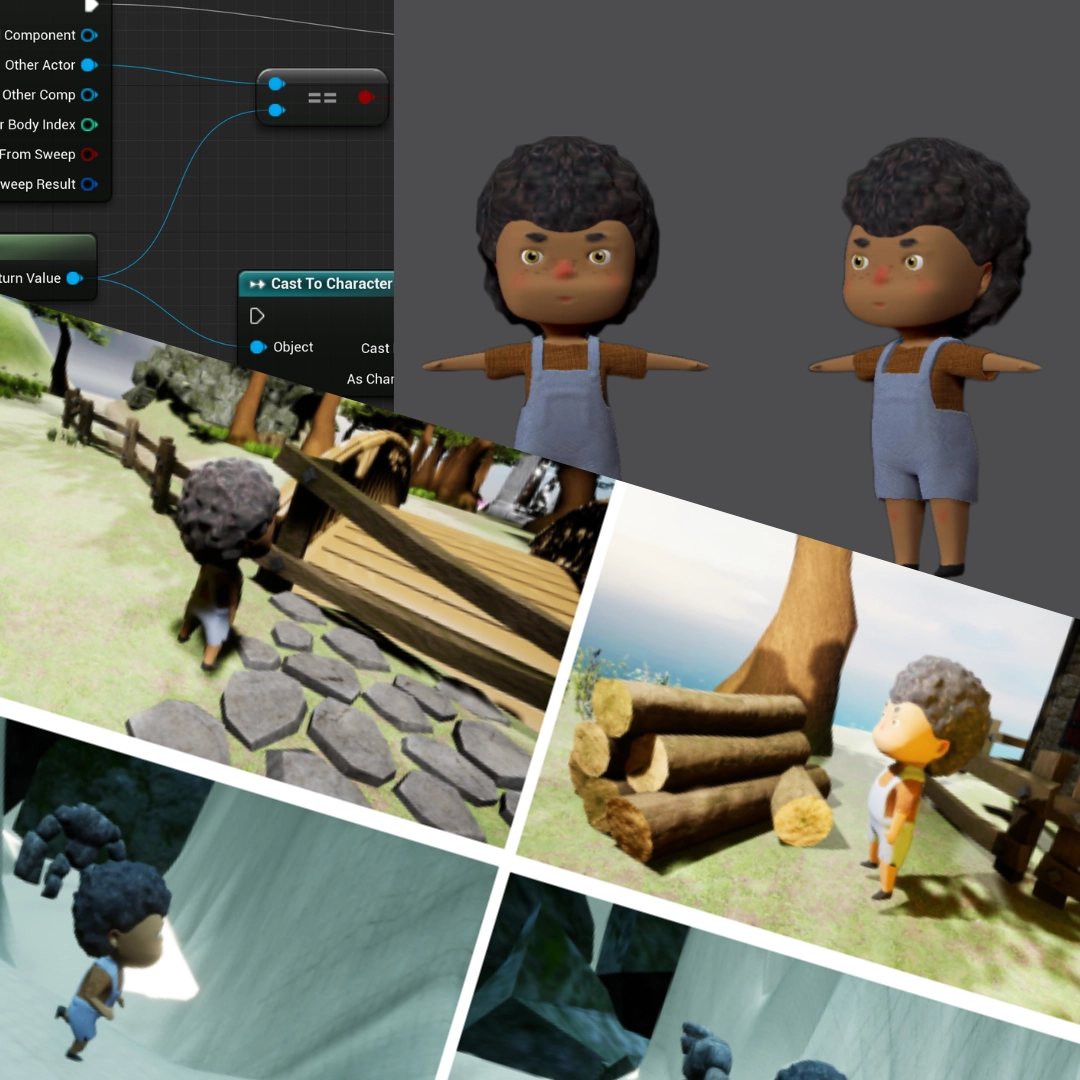 Component
Other Actor
Other Comp
r Body Index
From Sweep
weep Result
==
turn Value
Cast To Character
Object
Cast
As Char